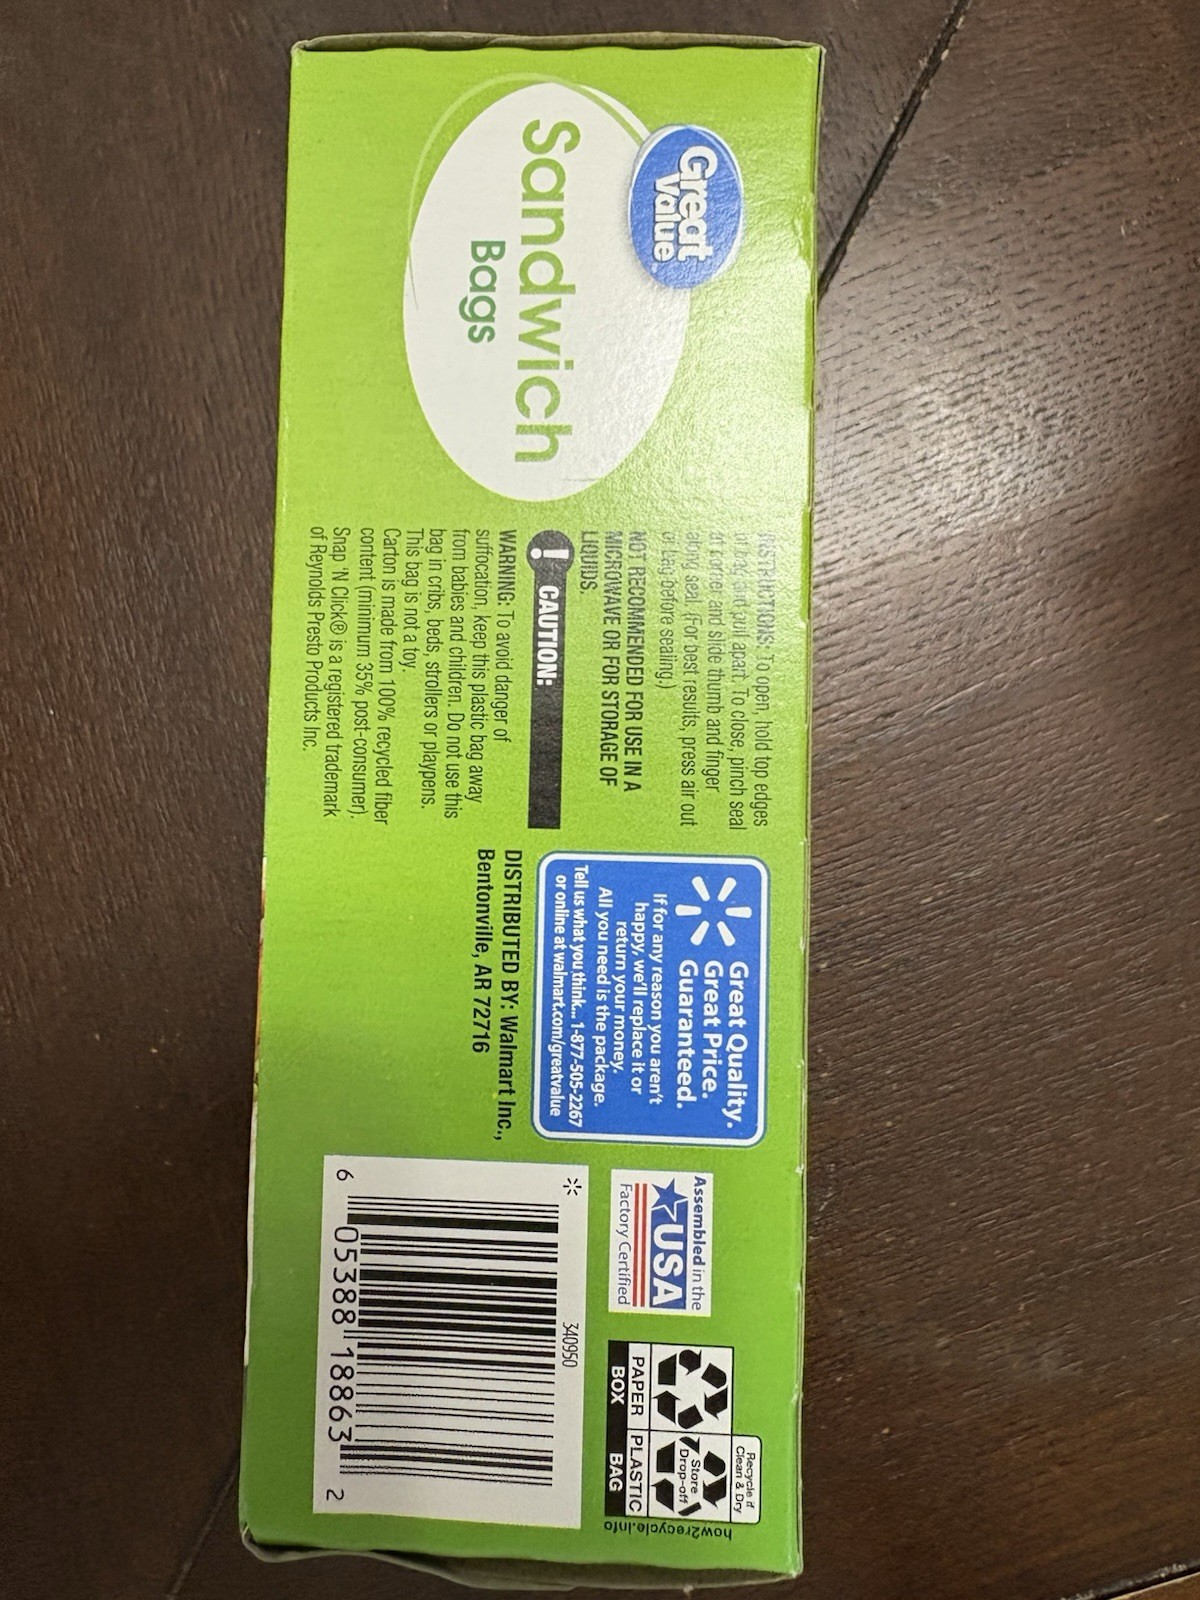 Great
Value
Sandwich
Bags
INSTRUCTIONS: To open, hold top edges
of bag and pull apart. To close, pinch seal
at corner and slide thumb and finger
along seal. (For best results, press air out
or lay before sealing.)
NOT RECOMMENDED FOR USE IN A
MICROWAVE OR FOR STORAGE OF
LIQUIDS.
! CAUTION:
WARNING: To avoid danger of
suffocation, keep this plastic bag away
from babies and children. Do not use this
bag in cribs, beds, strollers or playpens.
This bag is not a toy.
Carton is made from 100% recycled fiber
content (minimum 35% post-consumer).
Snap 'N Click® is a registered trademark
of Reynolds Presto Products Inc.
Great Quality.
Great Price.
Guaranteed.
If for any reason you aren't
happy, we'll replace it or
return your money.
All you need is the package.
Tell us what you think... 1-877-505-2267
or online at walmart.com/greatvalue
DISTRIBUTED BY: Walmart Inc.,
Bentonville, AR 72716
Assembled in the
USA
Factory Certified
Recycle if
Clean & Dry
Store
Drop-off
PAPER PLASTIC
BOX BAG
how2recycle.info
340950
6 05388 18863 2